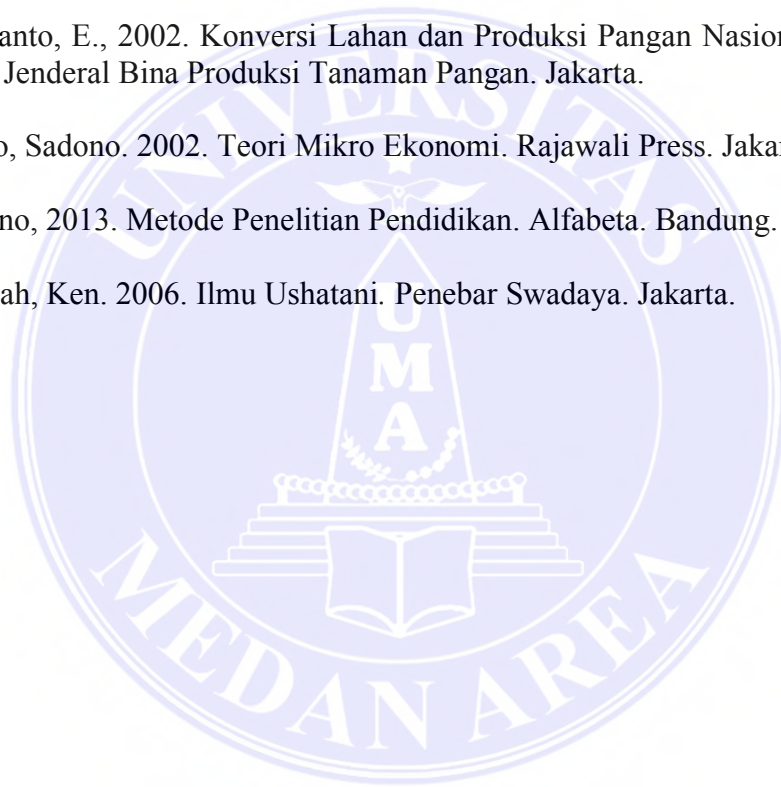 anto, E., 2002. Konversi Lahan dan Produksi Pangan Nasion
Jenderal Bina Produksi Tanaman Pangan. Jakarta.
o, Sadono. 2002. Teori Mikro Ekonomi. Rajawali Press. Jakar
no, 2013. Metode Penelitian Pendidikan. Alfabeta. Bandung.
ah, Ken. 2006. Ilmu Ushatani. Penebar Swadaya. Jakarta.
UNIVERSITAS
U
M
A
MEDAN AREA